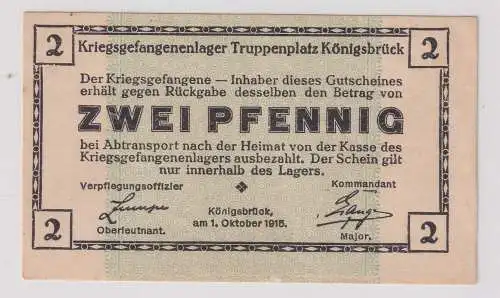 2 2
Kriegsgefangenenlager Truppenplatz Königsbrück
Der Kriegsgefangene — Inhaber dieses Gutscheines
erhält gegen Rückgabe desselben den Betrag von
ZWEI PFENNIG
bei Abtransport nach der Heimat von der Kasse des
Kriegsgefangenenlagers ausbezahlt. Der Schein gilt
nur innerhalb des Lagers.
Verpflegungsoffizier Kommandant
Königsbrück,
am 1. Oktober 1915.
Oberleutnant. Major.
2 2